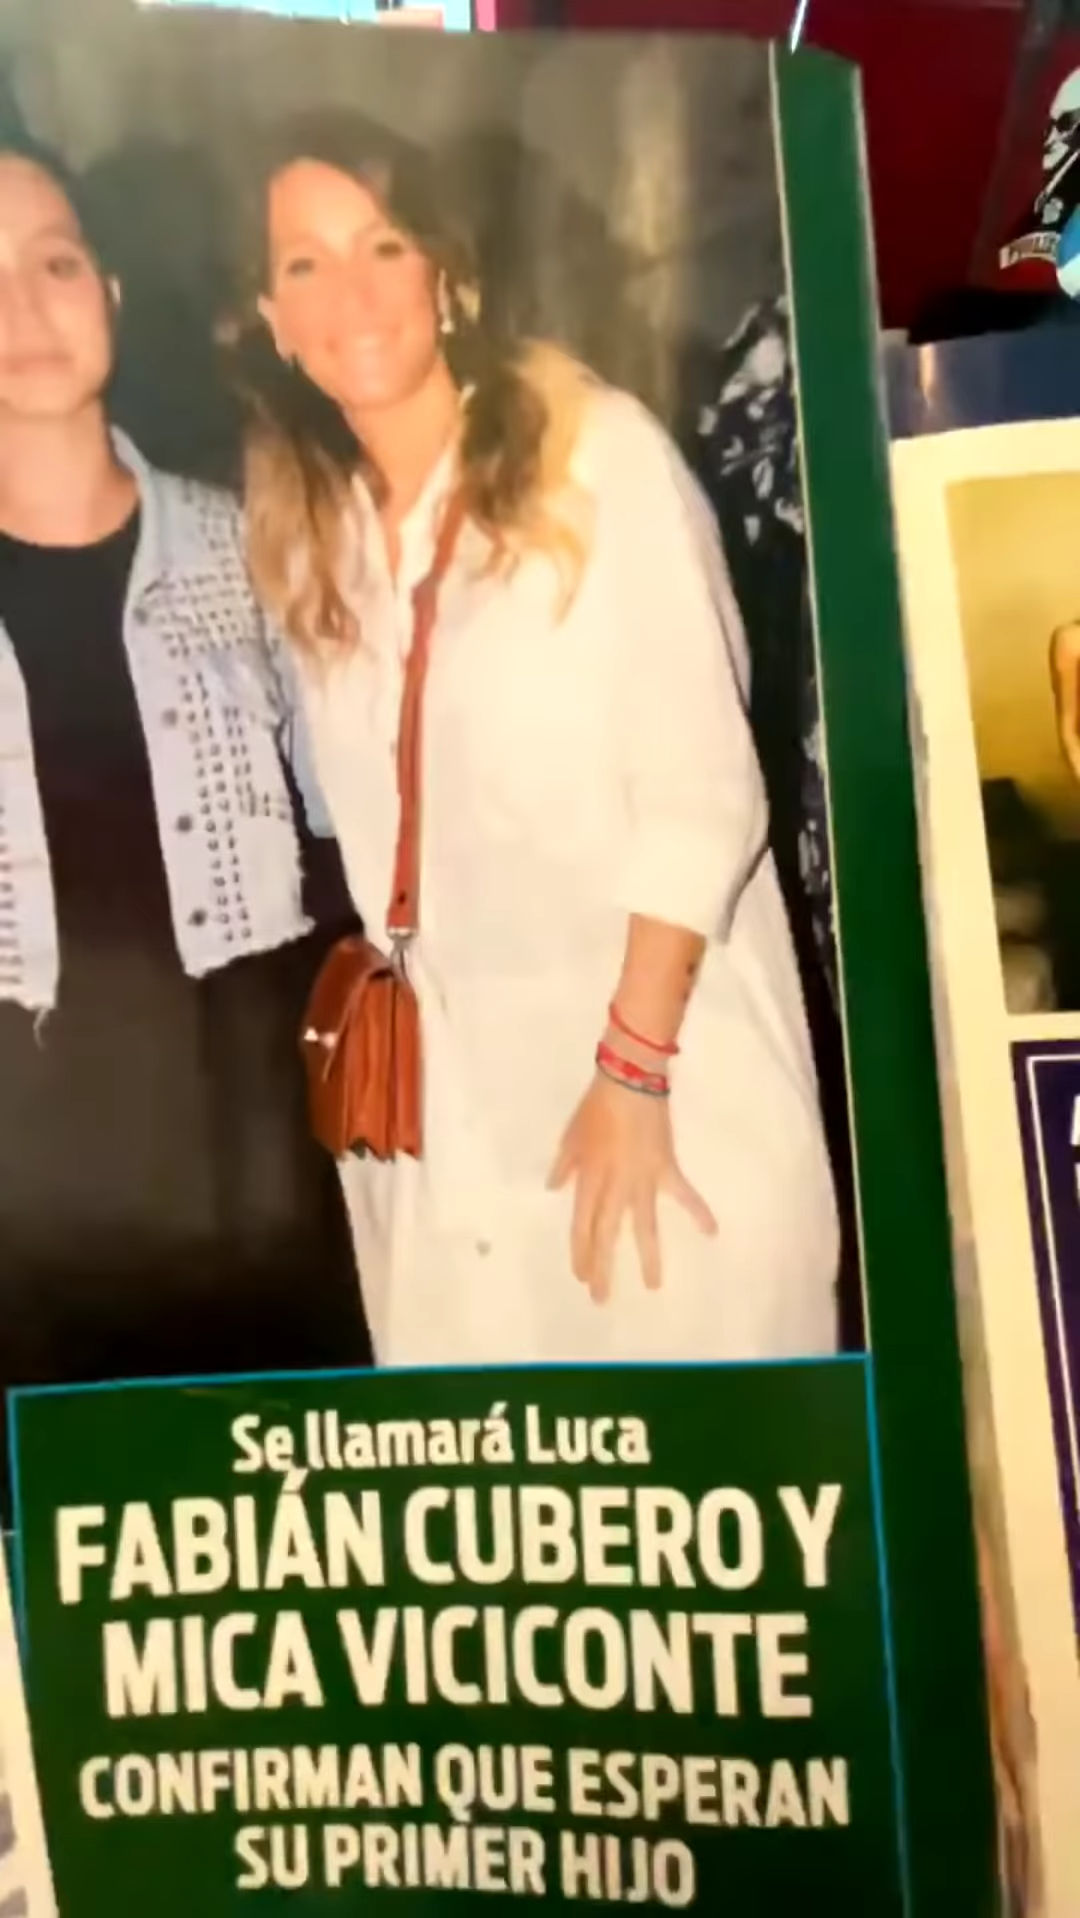 Se llamará Luca
FABIÁN CUBERO Y
MICA VICICONTE
CONFIRMAN QUE ESPERAN
SU PRIMER HIJO